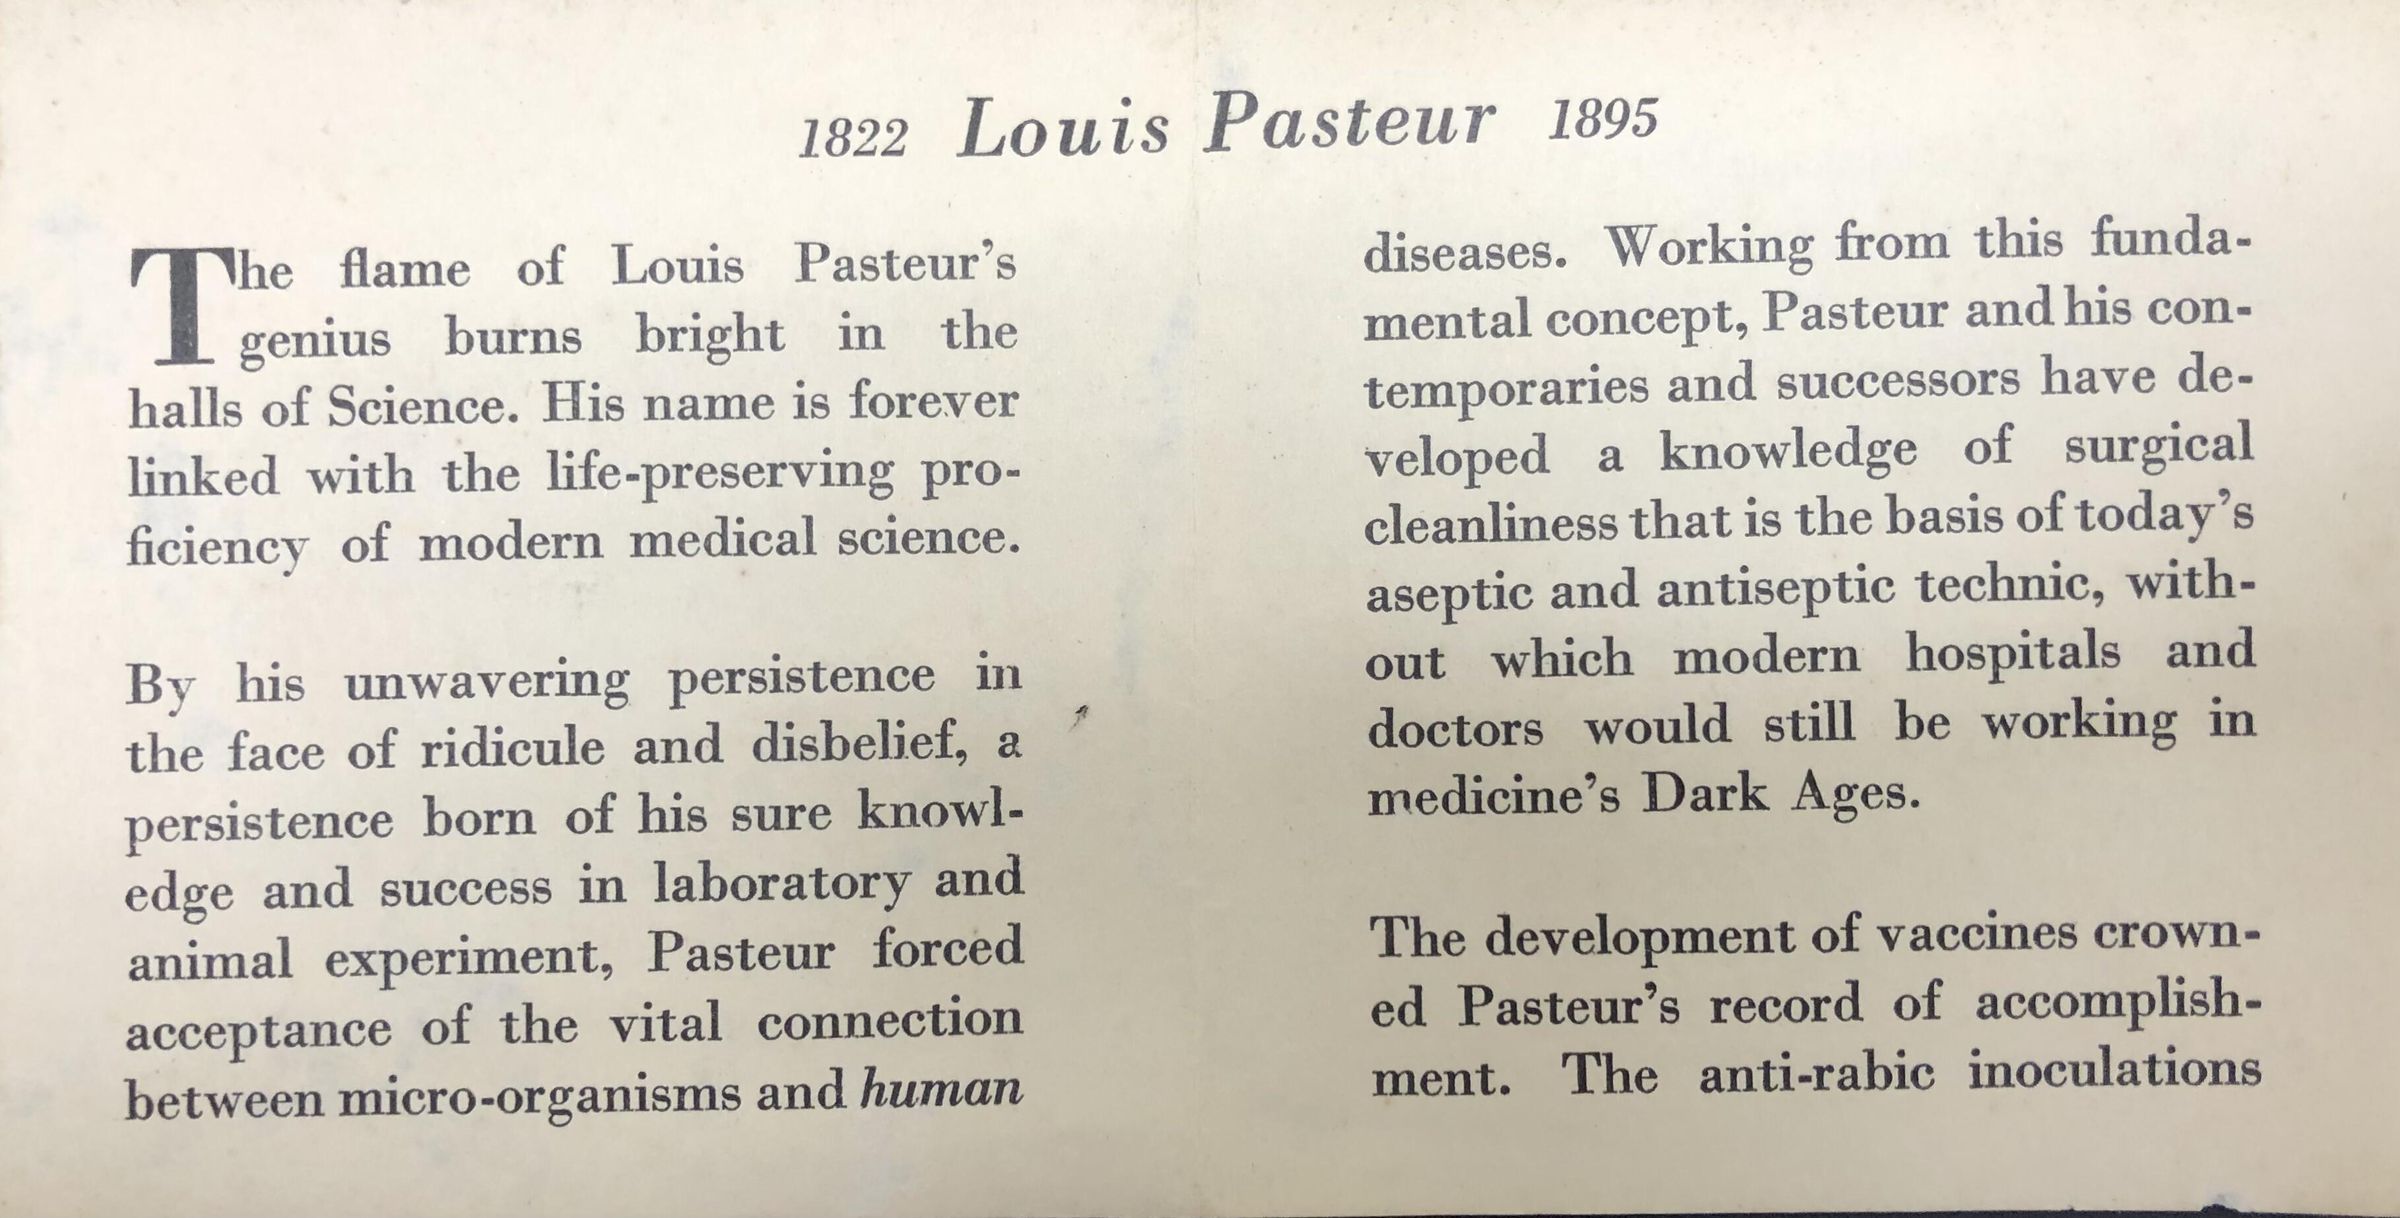 1822 Louis Pasteur 1895
The flame of Louis Pasteur's
genius burns bright in the
halls of Science. His name is forever
linked with the life-preserving pro-
ficiency of modern medical science.
By his unwavering persistence in
the face of ridicule and disbelief, a
persistence born of his sure knowl-
edge and success in laboratory and
animal experiment, Pasteur forced
acceptance of the vital connection
between micro-organisms and human
diseases. Working from this funda-
mental concept, Pasteur and his con-
temporaries and successors have de-
veloped a knowledge of surgical
cleanliness that is the basis of today's
aseptic and antiseptic technic, with-
out which modern hospitals and
doctors would still be working in
medicine's Dark Ages.
The development of vaccines crown-
ed Pasteur's record of accomplish-
ment. The anti-rabic inoculations